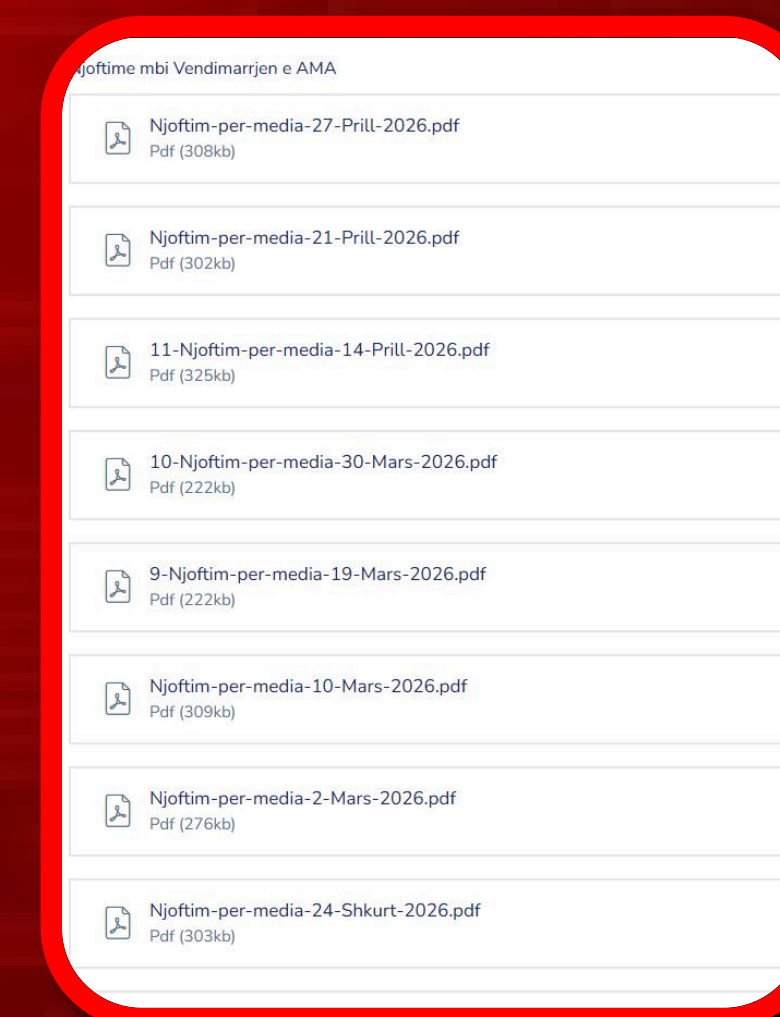 Njoftime mbi Vendimarrjen e AMA
Njoftim-per-media-27-Prill-2026.pdf
Pdf (308kb)
Njoftim-per-media-21-Prill-2026.pdf
Pdf (302kb)
11-Njoftim-per-media-14-Prill-2026.pdf
Pdf (325kb)
10-Njoftim-per-media-30-Mars-2026.pdf
Pdf (222kb)
9-Njoftim-per-media-19-Mars-2026.pdf
Pdf (222kb)
Njoftim-per-media-10-Mars-2026.pdf
Pdf (309kb)
Njoftim-per-media-2-Mars-2026.pdf
Pdf (276kb)
Njoftim-per-media-24-Shkurt-2026.pdf
Pdf (303kb)